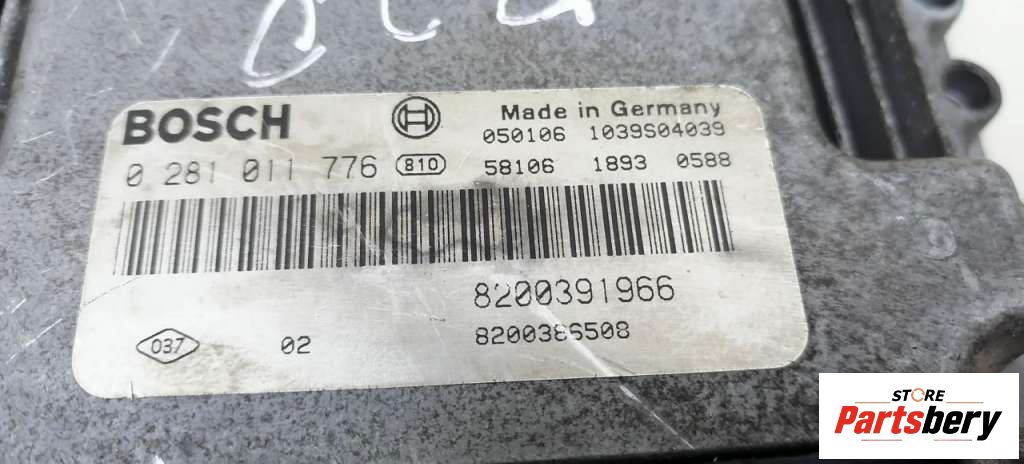 BOSCH
Made in Germany
050106 1039S04039
0 281 011 776 810
58106 1893 0588
8200391966
8200386508
037 02
STORE
Partsbery